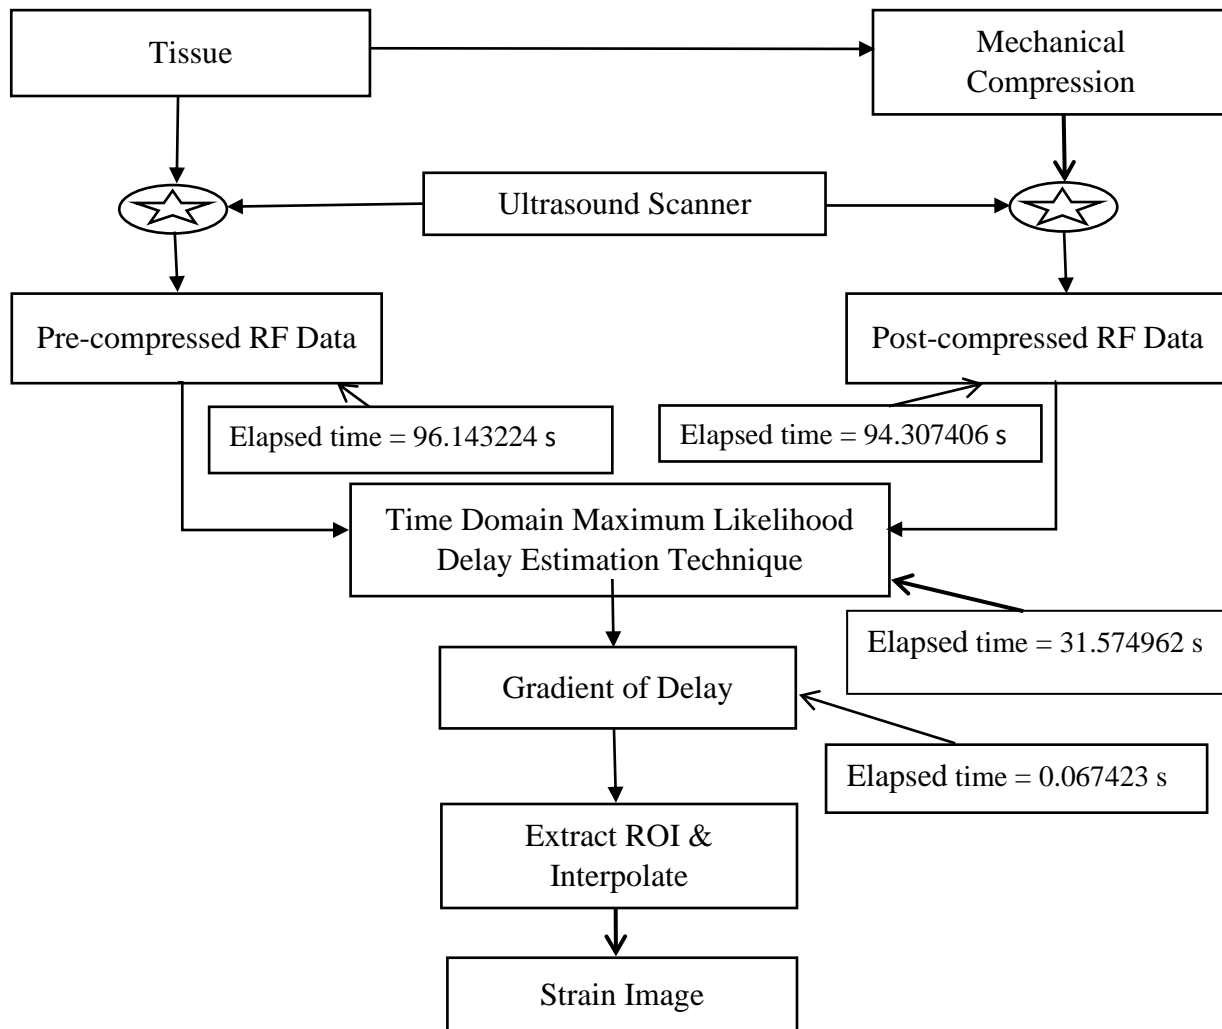 Tissue
Mechanical
Compression
Ultrasound Scanner
Pre-compressed RF Data
Post-compressed RF Data
Elapsed time = 96.143224 s
Elapsed time = 94.307406 s
Time Domain Maximum Likelihood
Delay Estimation Technique
Elapsed time = 31.574962 s
Gradient of Delay
Elapsed time = 0.067423 s
Extract ROI &
Interpolate
Strain Image